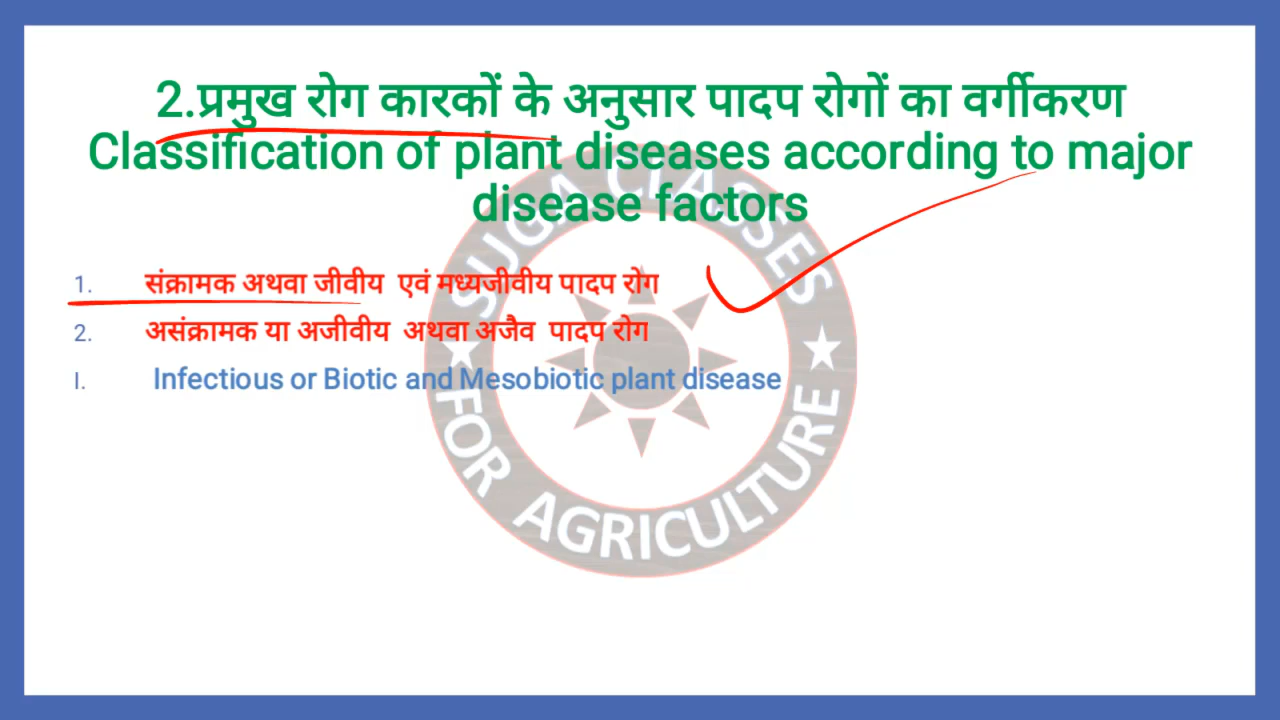 2.प्रमुख रोग कारकों के अनुसार पादप रोगों का वर्गीकरण
Classification of plant diseases according to major
disease factors
1. संक्रामक अथवा जीवीय एवं मध्यजीवीय पादप रोग
2. असंक्रामक या अजीवीय अथवा अजैव पादप रोग
I. Infectious or Biotic and Mesobiotic plant disease
SUGA CLASSES
FOR AGRICULTURE